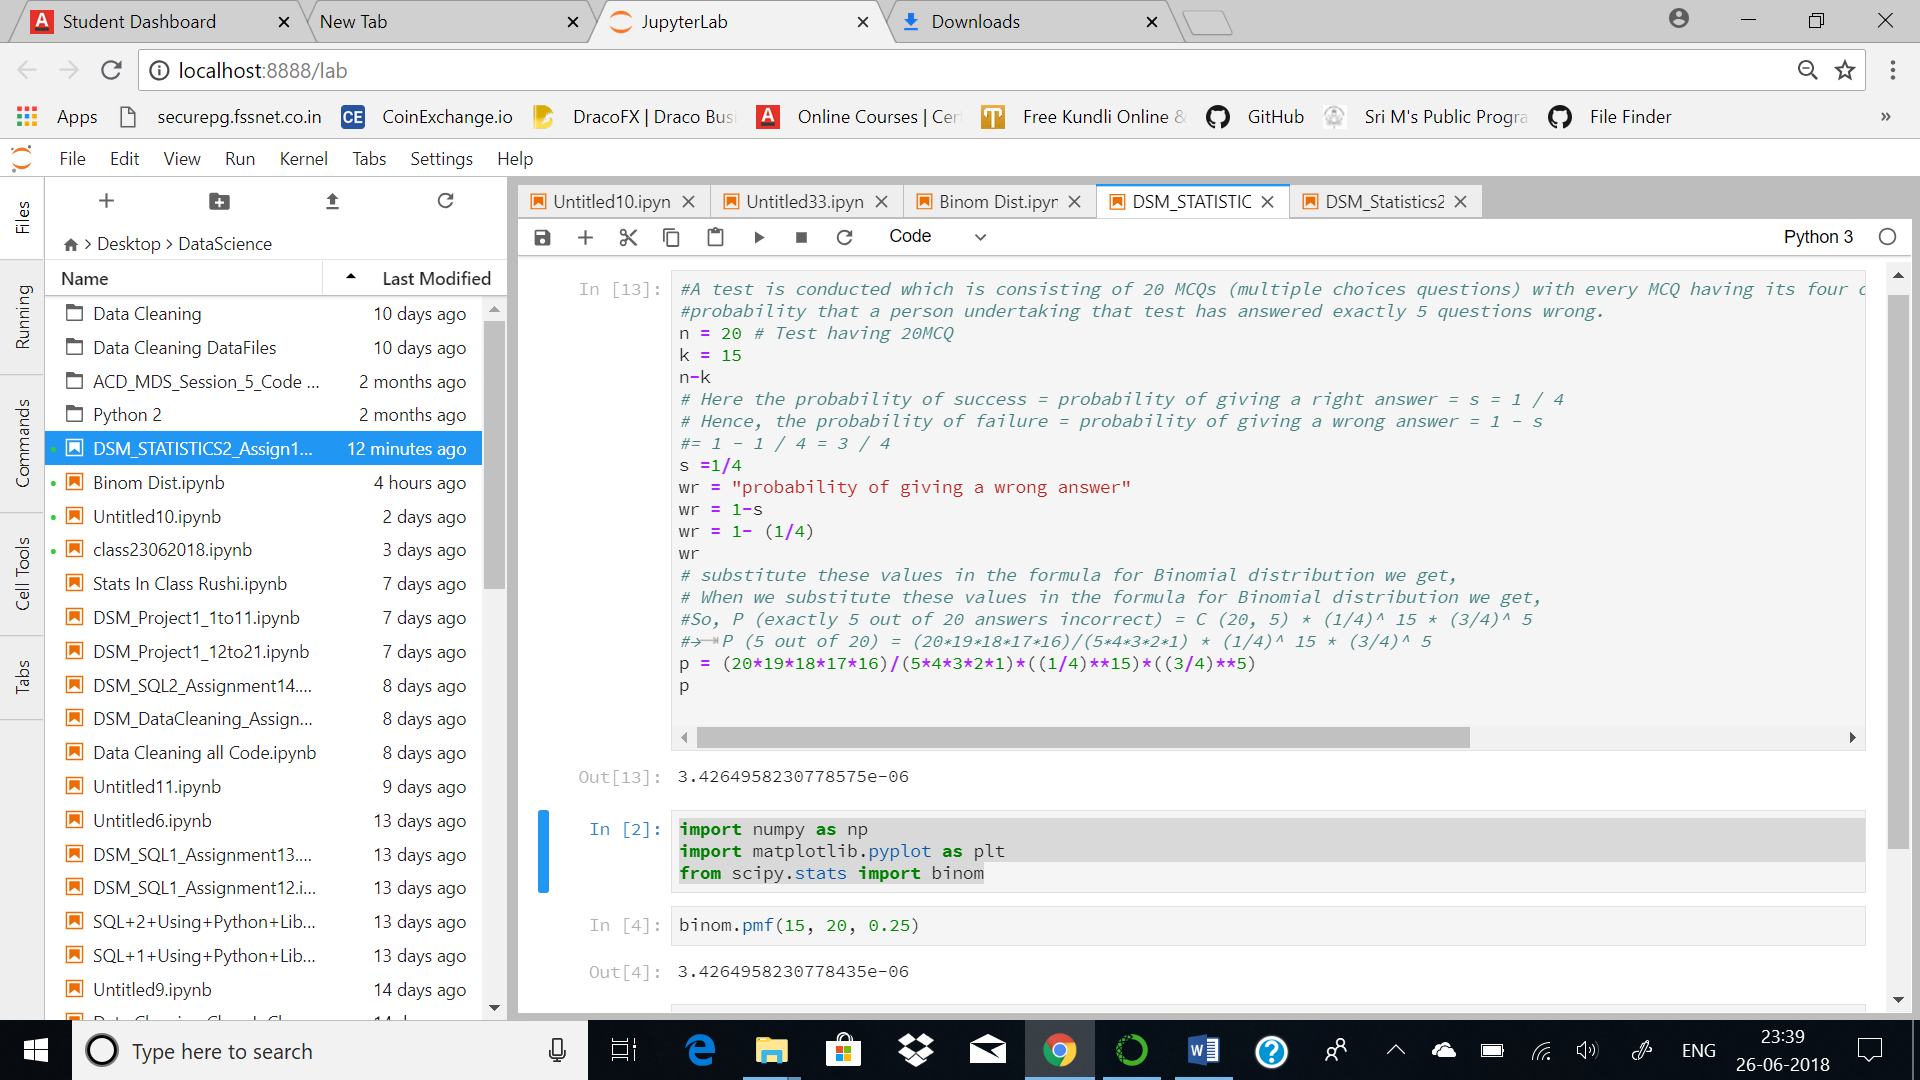 Student Dashboard
New Tab
JupyterLab
Downloads
localhost:8888/lab
Apps
securepg.fssnet.co.in
CE CoinExchange.io
DracoFX | Draco Busi
Online Courses | Cer
Free Kundli Online &
GitHub
Sri M's Public Progra
File Finder
»
File Edit View Run Kernel Tabs Settings Help
Files
Running
Commands
Cell Tools
Tabs
Desktop > DataScience
Name Last Modified
Data Cleaning 10 days ago
Data Cleaning DataFiles 10 days ago
ACD_MDS_Session_5_Code ... 2 months ago
Python 2 2 months ago
DSM_STATISTICS2_Assign1... 12 minutes ago
Binom Dist.ipynb 4 hours ago
Untitled10.ipynb 2 days ago
class23062018.ipynb 3 days ago
Stats In Class Rushi.ipynb 7 days ago
DSM_Project1_1to11.ipynb 7 days ago
DSM_Project1_12to21.ipynb 7 days ago
DSM_SQL2_Assignment14.... 8 days ago
DSM_DataCleaning_Assign... 8 days ago
Data Cleaning all Code.ipynb 8 days ago
Untitled11.ipynb 9 days ago
Untitled6.ipynb 13 days ago
DSM_SQL1_Assignment13.... 13 days ago
DSM_SQL1_Assignment12.i... 13 days ago
SQL+2+Using+Python+Lib... 13 days ago
SQL+1+Using+Python+Lib... 13 days ago
Untitled9.ipynb 14 days ago
Untitled10.ipyn
Untitled33.ipyn
Binom Dist.ipyn
DSM_STATISTIC
DSM_Statistics2
Code
Python 3
In [13]:
#A test is conducted which is consisting of 20 MCQs (multiple choices questions) with every MCQ having its four c
#probability that a person undertaking that test has answered exactly 5 questions wrong.
n = 20 # Test having 20MCQ
k = 15
n-k
# Here the probability of success = probability of giving a right answer = s = 1 / 4
# Hence, the probability of failure = probability of giving a wrong answer = 1 - s
#= 1 - 1 / 4 = 3 / 4
s =1/4
wr = "probability of giving a wrong answer"
wr = 1-s
wr = 1- (1/4)
wr
# substitute these values in the formula for Binomial distribution we get,
# When we substitute these values in the formula for Binomial distribution we get,
#So, P (exactly 5 out of 20 answers incorrect) = C (20, 5) * (1/4)^ 15 * (3/4)^ 5
#→ P (5 out of 20) = (20∗19∗18∗17∗16)/(5∗4∗3∗2∗1) * (1/4)^ 15 * (3/4)^ 5
p = (20*19*18*17*16)/(5*4*3*2*1)*((1/4)**15)*((3/4)**5)
p
Out[13]: 3.4264958230778575e-06
In [2]:
import numpy as np
import matplotlib.pyplot as plt
from scipy.stats import binom
In [4]: binom.pmf(15, 20, 0.25)
Out[4]: 3.4264958230778435e-06
Type here to search
ENG
23:39
26-06-2018